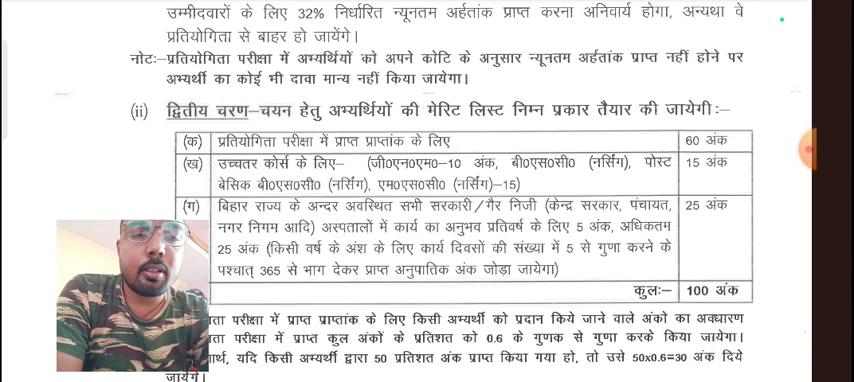 उम्मीदवारों के लिए 32% निर्धारित न्यूनतम अर्हतांक प्राप्त करना अनिवार्य होगा, अन्यथा वे
प्रतियोगिता से बाहर हो जायेंगे।
नोटः–प्रतियोगिता परीक्षा में अभ्यर्थियों को अपने कोटि के अनुसार न्यूनतम अर्हतांक प्राप्त नहीं होने पर
अभ्यर्थी का कोई भी दावा मान्य नहीं किया जायेगा।
(ii) द्वितीय चरण–चयन हेतु अभ्यर्थियों की मेरिट लिस्ट निम्न प्रकार तैयार की जायेगी:–
(क) प्रतियोगिता परीक्षा में प्राप्त प्राप्तांक के लिए 60 अंक
(ख) उच्चतर कोर्स के लिए– (जी0एन0एम0–10 अंक, बी0एस0सी0 (नर्सिंग), पोस्ट 15 अंक
बेसिक बी0एस0सी0 (नर्सिंग), एम0एस0सी0 (नर्सिंग)–15)
(ग) बिहार राज्य के अन्दर अवस्थित सभी सरकारी/गैर निजी (केन्द्र सरकार, पंचायत, 25 अंक
नगर निगम आदि) अस्पतालों में कार्य का अनुभव प्रतिवर्ष के लिए 5 अंक, अधिकतम
25 अंक (किसी वर्ष के अंश के लिए कार्य दिवसों की संख्या में 5 से गुणा करने के
पश्चात् 365 से भाग देकर प्राप्त अनुपातिक अंक जोड़ा जायेगा)
कुलः– 100 अंक
ता परीक्षा में प्राप्त प्राप्तांक के लिए किसी अभ्यर्थी को प्रदान किये जाने वाले अंकों का अवधारण
ता परीक्षा में प्राप्त कुल अंकों के प्रतिशत को 0.6 के गुणक से गुणा करके किया जायेगा।
र्थ, यदि किसी अभ्यर्थी द्वारा 50 प्रतिशत अंक प्राप्त किया गया हो, तो उसे 50x0.6=30 अंक दिये
जायेंगे।